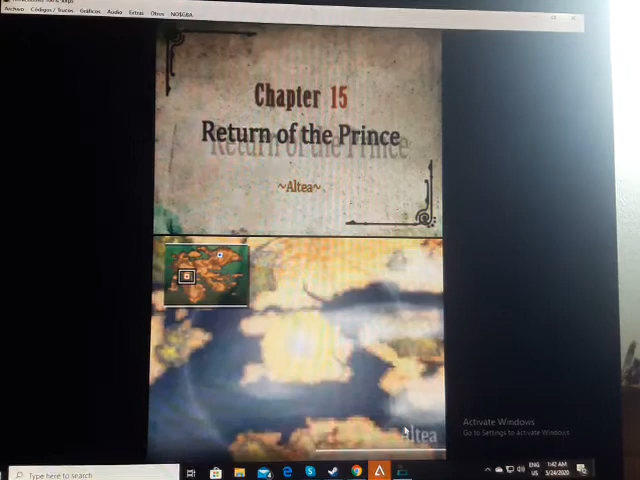 Archivo Códigos / Trucos Gráficos Audio Extras Otros NO$GBA
Chapter 15
Return of the Prince
~Altea~
Altea
Activate Windows
Go to Settings to activate Windows.
Type here to search
ENG
US
1:42 AM
5/24/2020